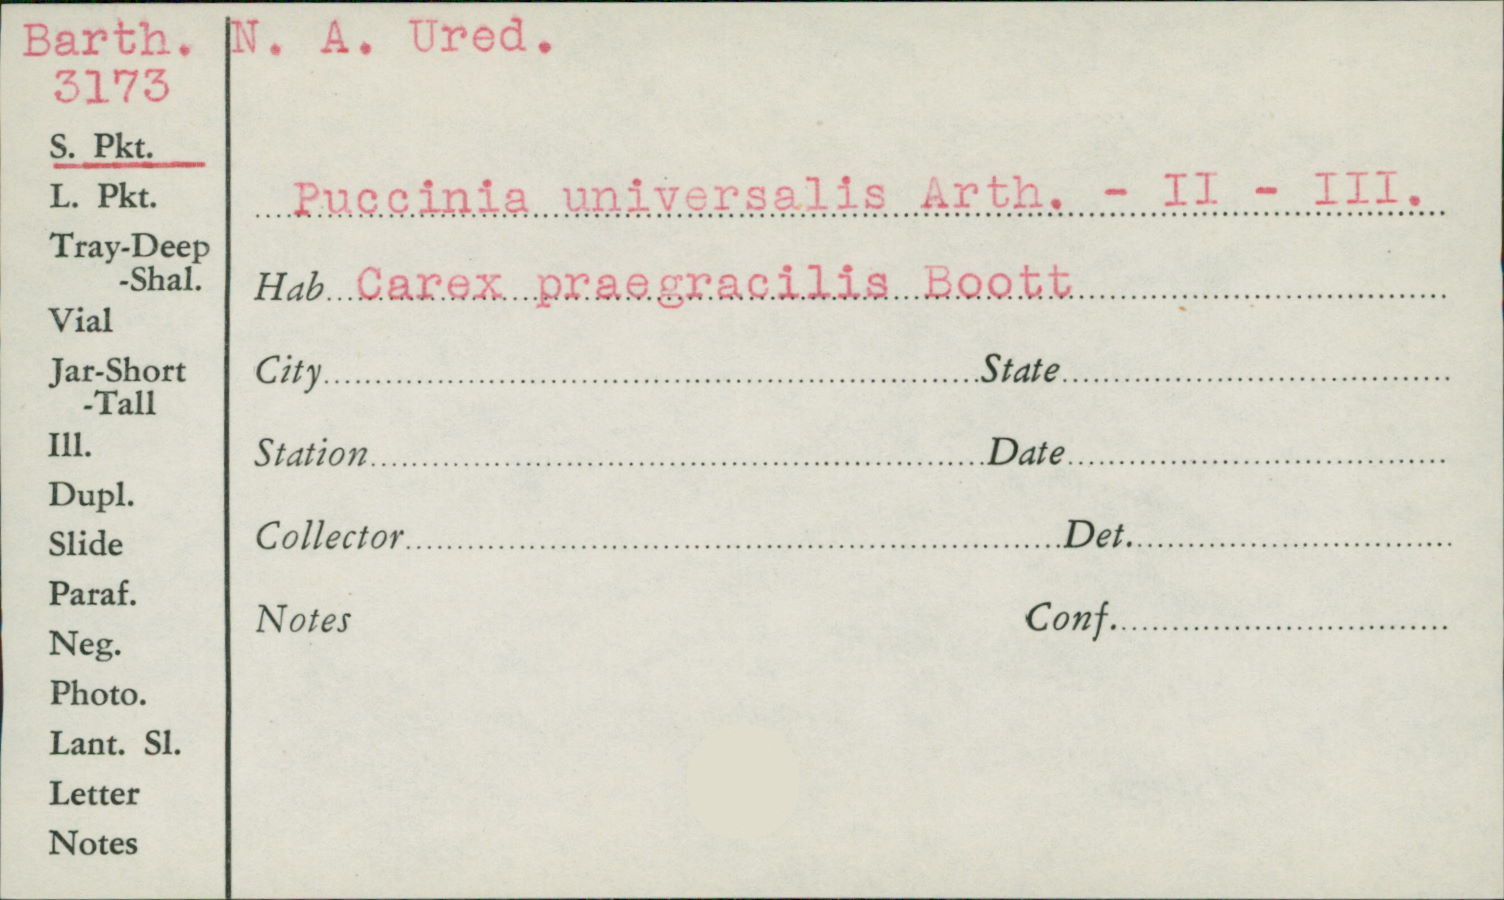 Barth. N. A. Ured.
3173
S. Pkt.
L. Pkt.
Tray-Deep
-Shal.
Vial
Jar-Short
-Tall
Ill.
Dupl.
Slide
Paraf.
Neg.
Photo.
Lant. Sl.
Letter
Notes
Puccinia universalis Arth. - II - III.
Hab Carex praegracilis Boott
City State
Station Date
Collector Det.
Notes Conf.